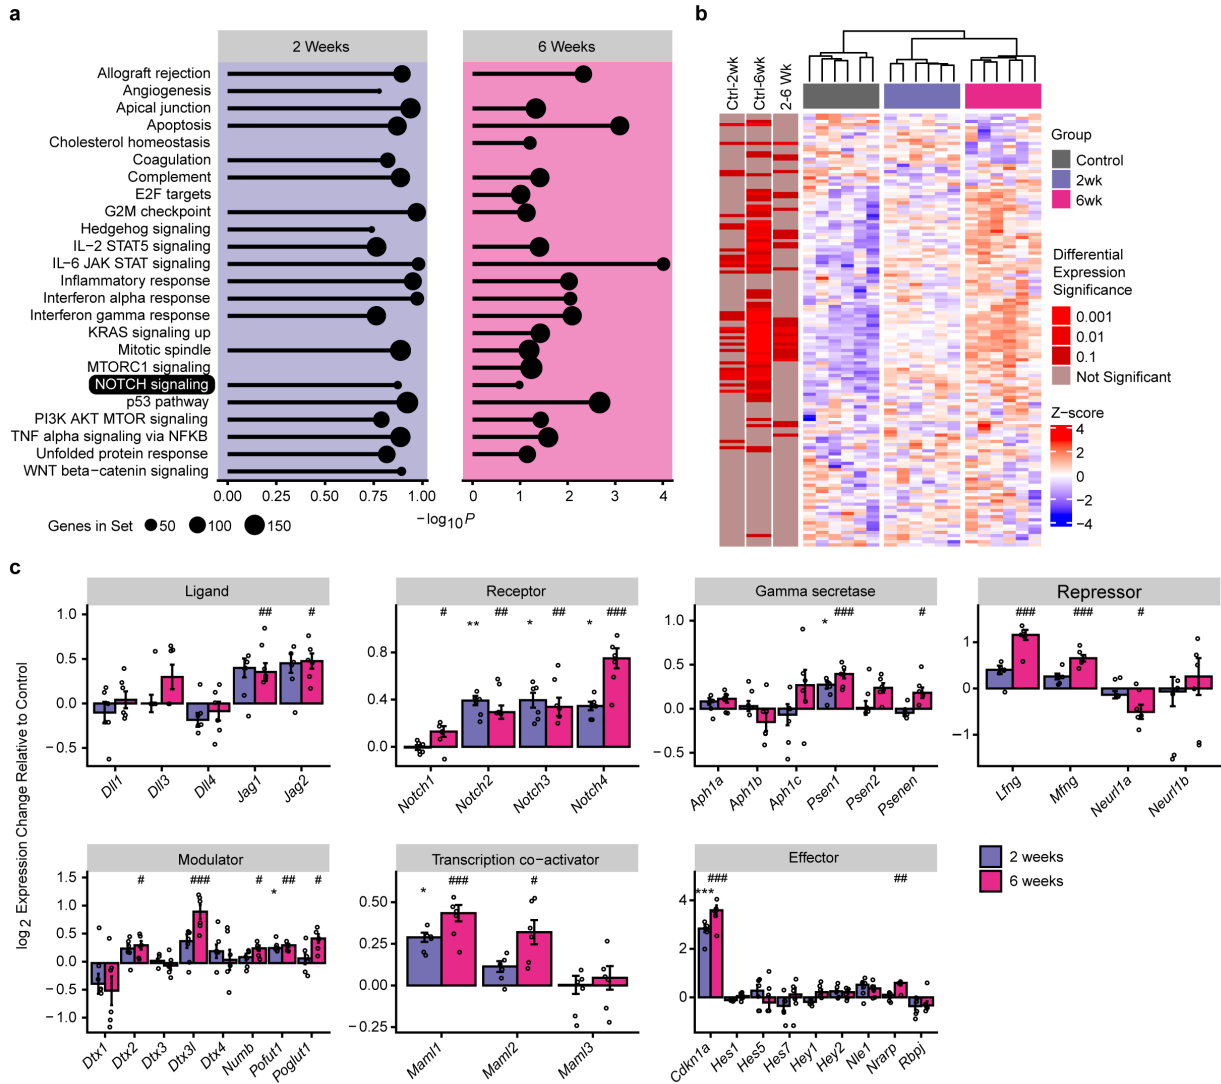 a
2 Weeks
6 Weeks
Allograft rejection
Angiogenesis
Apical junction
Apoptosis
Cholesterol homeostasis
Coagulation
Complement
E2F targets
G2M checkpoint
Hedgehog signaling
IL−2 STAT5 signaling
IL−6 JAK STAT signaling
Inflammatory response
Interferon alpha response
Interferon gamma response
KRAS signaling up
Mitotic spindle
MTORC1 signaling
NOTCH signaling
p53 pathway
PI3K AKT MTOR signaling
TNF alpha signaling via NFKB
Unfolded protein response
WNT beta−catenin signaling
0.00 0.25 0.50 0.75 1.00
0 1 2 3 4
−log10P
Genes in Set 50 100 150
b
Ctrl-2wk
Ctrl-6wk
2-6 Wk
Group
Control
2wk
6wk
Differential
Expression
Significance
0.001
0.01
0.1
Not Significant
Z−score
4
2
0
−2
−4
c
log2 Expression Change Relative to Control
Ligand
1.0
0.5
0.0
−0.5
## #
Dll1 Dll3 Dll4 Jag1 Jag2
Receptor
0.8
0.4
0.0
# ** ## * ## * ###
Notch1 Notch2 Notch3 Notch4
Gamma secretase
1.0
0.5
0.0
−0.5
* ### #
Aph1a Aph1b Aph1c Psen1 Psen2 Psenen
Repressor
1
0
−1
### ### #
Lfng Mfng Neurl1a Neurl1b
Modulator
1.5
1.0
0.5
0.0
−0.5
−1.0
# ### # * ## #
Dtx1 Dtx2 Dtx3 Dtx3l Dtx4 Numb Pofut1 Poglut1
Transcription co−activator
0.50
0.25
0.00
−0.25
* ### #
Maml1 Maml2 Maml3
Effector
4
2
0
*** ### ##
Cdkn1a Hes1 Hes5 Hes7 Hey1 Hey2 Nle1 Nrarp Rbpj
2 weeks
6 weeks